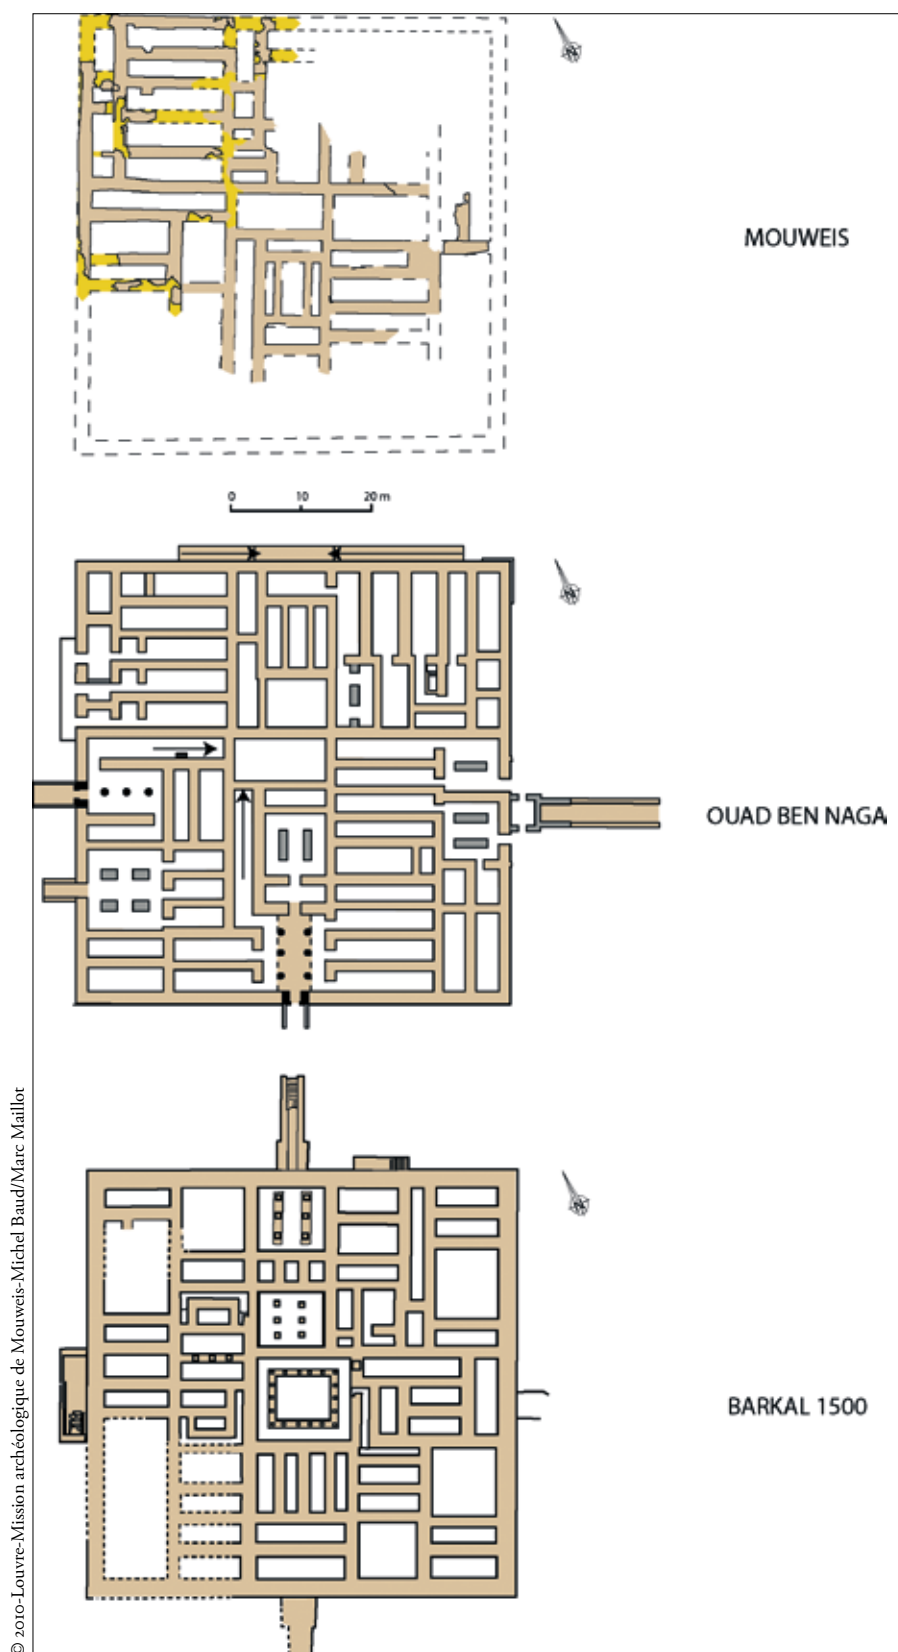 N
MOUWEIS
0 10 20 m
N
OUAD BEN NAGA
N
BARKAL 1500
© 2010-Louvre-Mission archéologique de Mouweis-Michel Baud/Marc Maillot